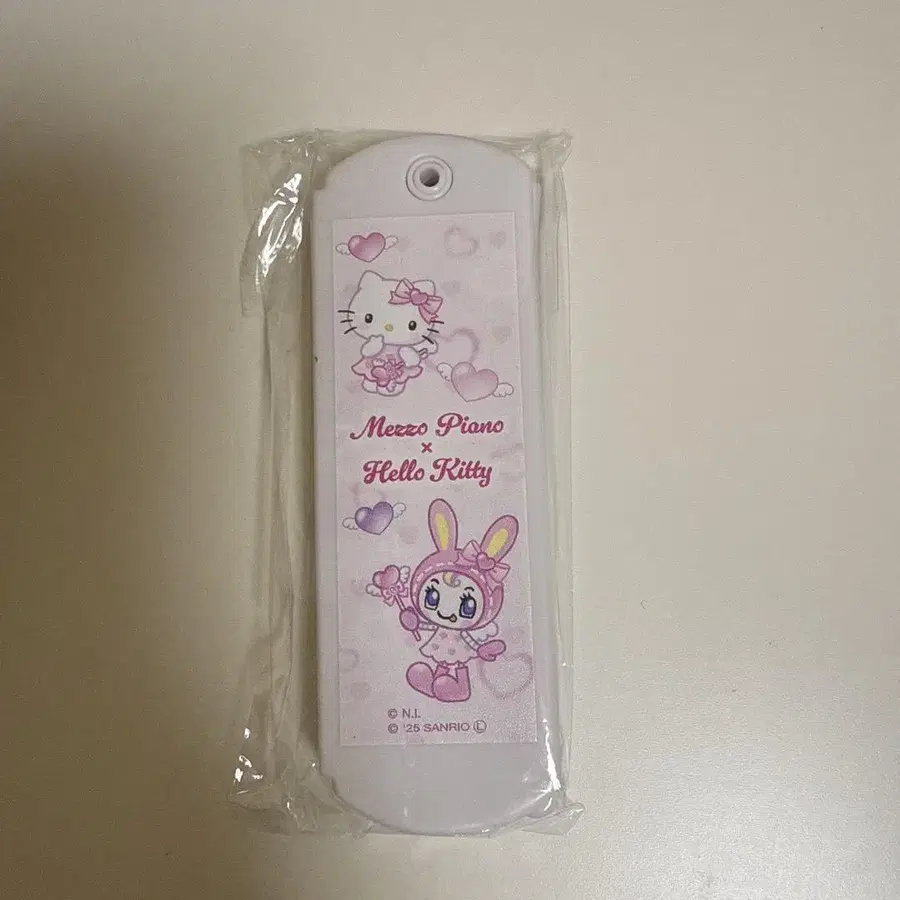 Mezzo Piano
×
Hello Kitty
© N.I.
© '25 SANRIO Ⓛ